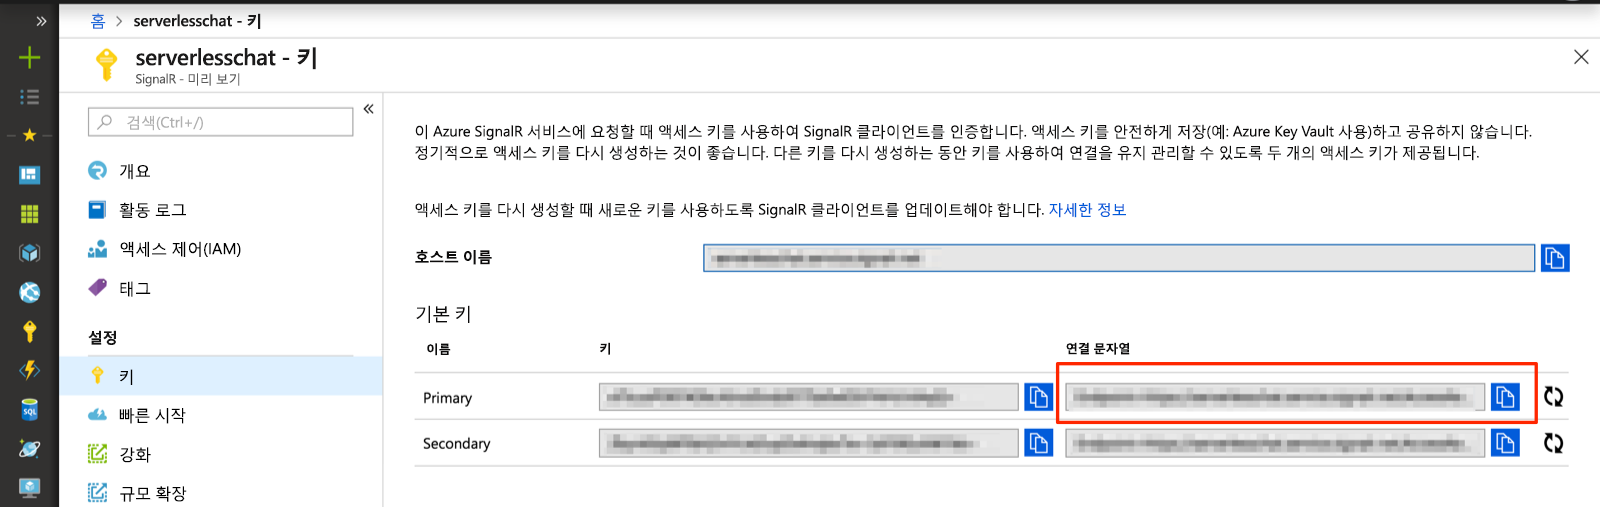 홈 > serverlesschat - 키
serverlesschat - 키
SignalR - 미리 보기
검색(Ctrl+/)
개요
활동 로그
액세스 제어(IAM)
태그
설정
키
빠른 시작
강화
규모 확장
이 Azure SignalR 서비스에 요청할 때 액세스 키를 사용하여 SignalR 클라이언트를 인증합니다. 액세스 키를 안전하게 저장(예: Azure Key Vault 사용)하고 공유하지 않습니다.
정기적으로 액세스 키를 다시 생성하는 것이 좋습니다. 다른 키를 다시 생성하는 동안 키를 사용하여 연결을 유지 관리할 수 있도록 두 개의 액세스 키가 제공됩니다.
액세스 키를 다시 생성할 때 새로운 키를 사용하도록 SignalR 클라이언트를 업데이트해야 합니다. 자세한 정보
호스트 이름
기본 키
이름 키 연결 문자열
Primary
Secondary
SQL